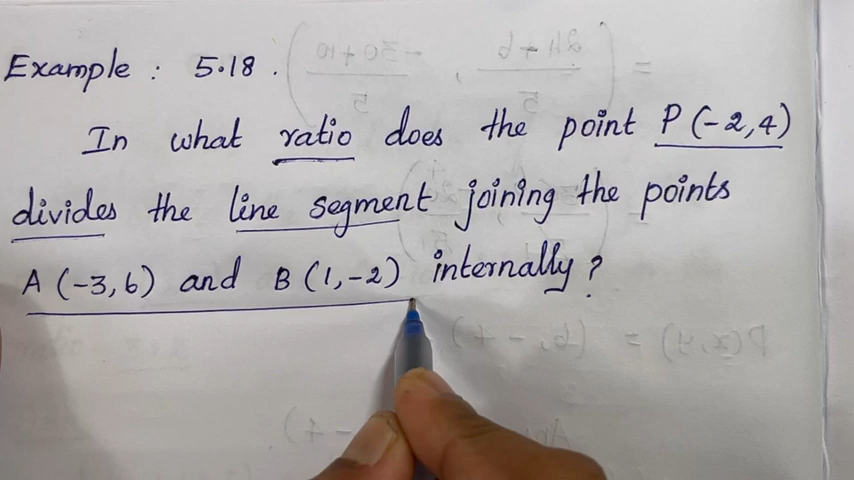 Example : 5.18.
In what ratio does the point P(-2,4)
divides the line segment joining the points
A (-3,6) and B (1,-2) internally?